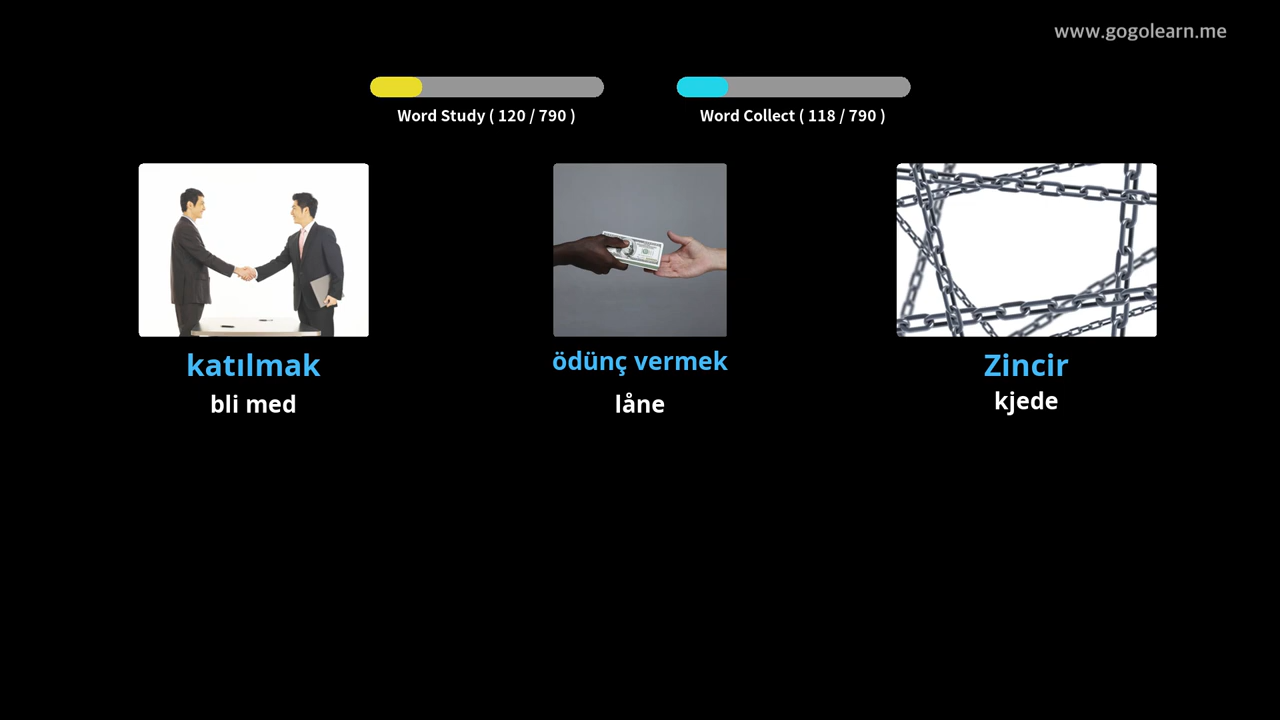 www.gogolearn.me
Word Study ( 120 / 790 )
Word Collect ( 118 / 790 )
katılmak
bli med
ödünç vermek
låne
Zincir
kjede